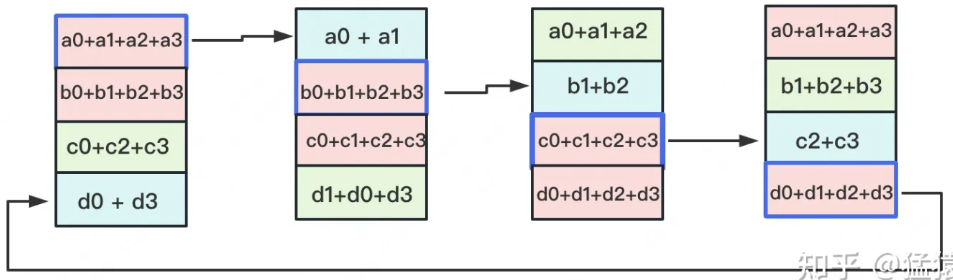 a0+a1+a2+a3
b0+b1+b2+b3
c0+c2+c3
d0 + d3
a0 + a1
b0+b1+b2+b3
c0+c1+c2+c3
d1+d0+d3
a0+a1+a2
b1+b2
c0+c1+c2+c3
d0+d1+d2+d3
a0+a1+a2+a3
b1+b2+b3
c2+c3
d0+d1+d2+d3
知乎 @猛猿